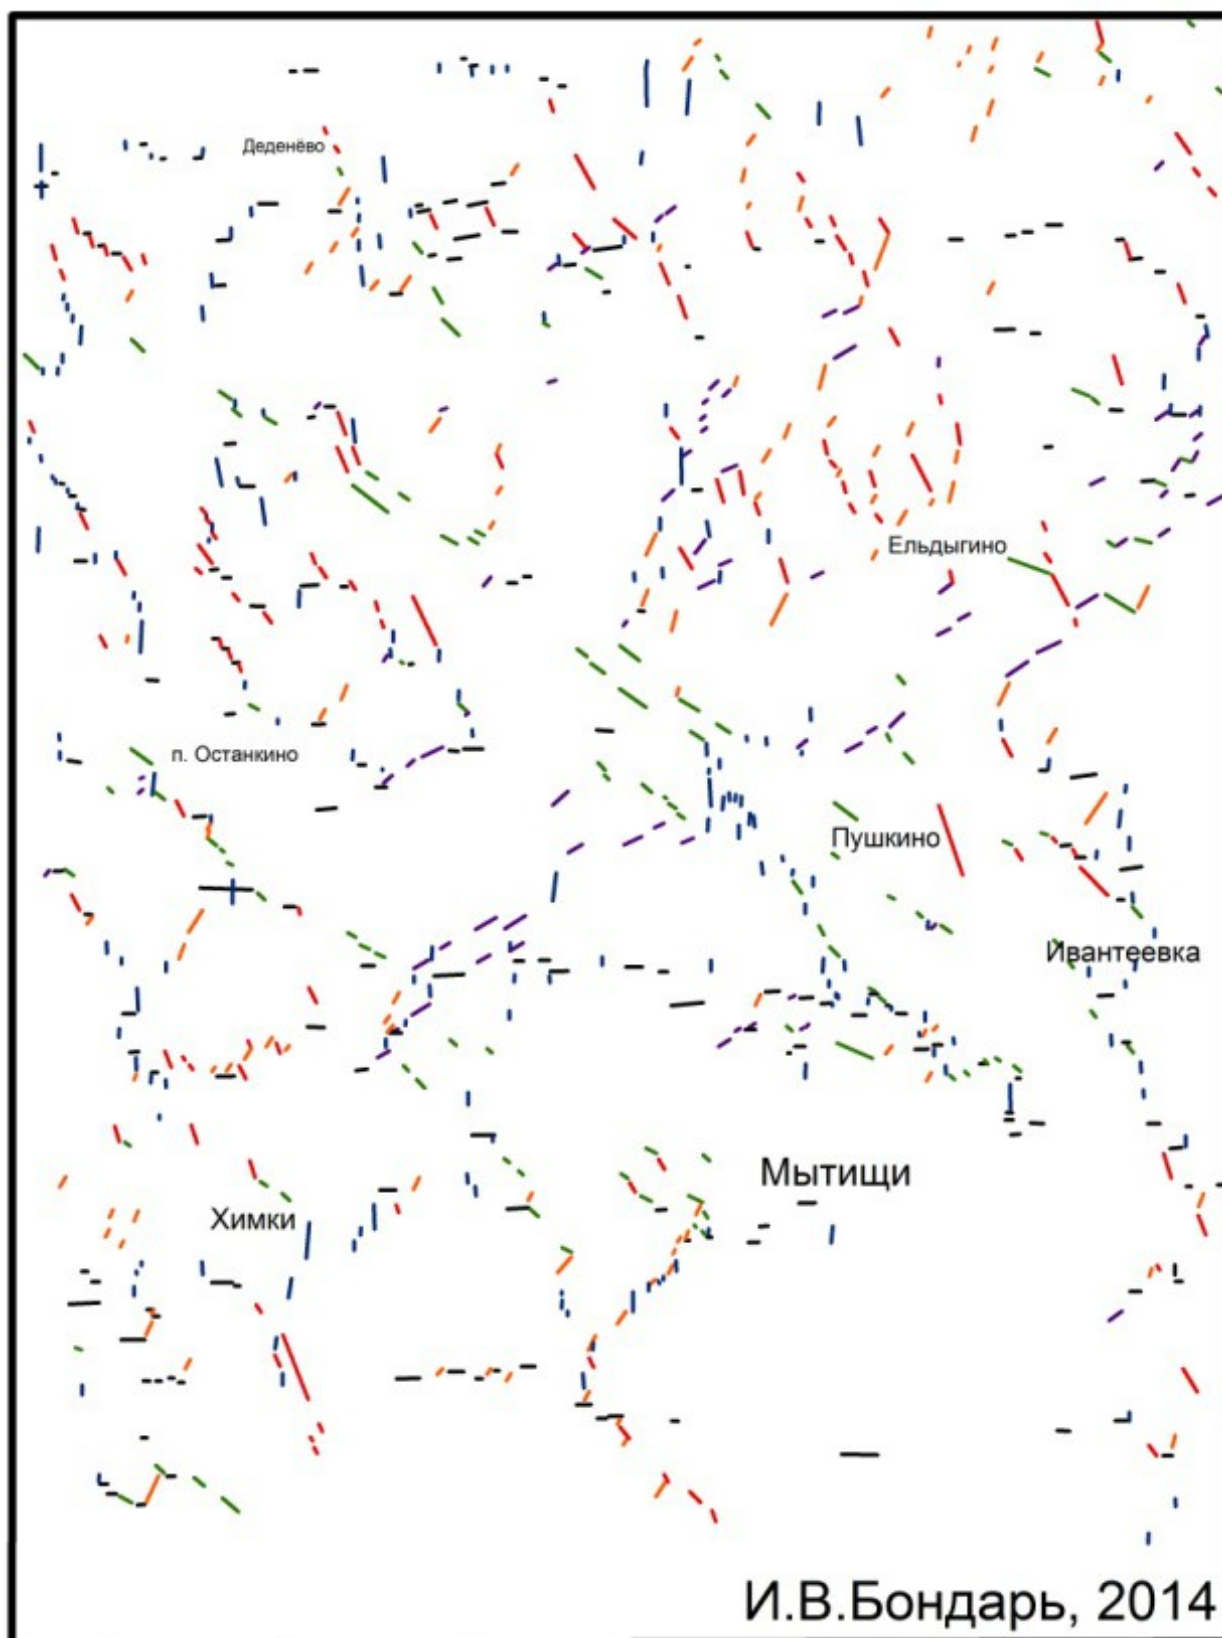 Деденёво
Ельдыгино
п. Останкино
Пушкино
Ивантеевка
Мытищи
Химки
И.В.Бондарь, 2014